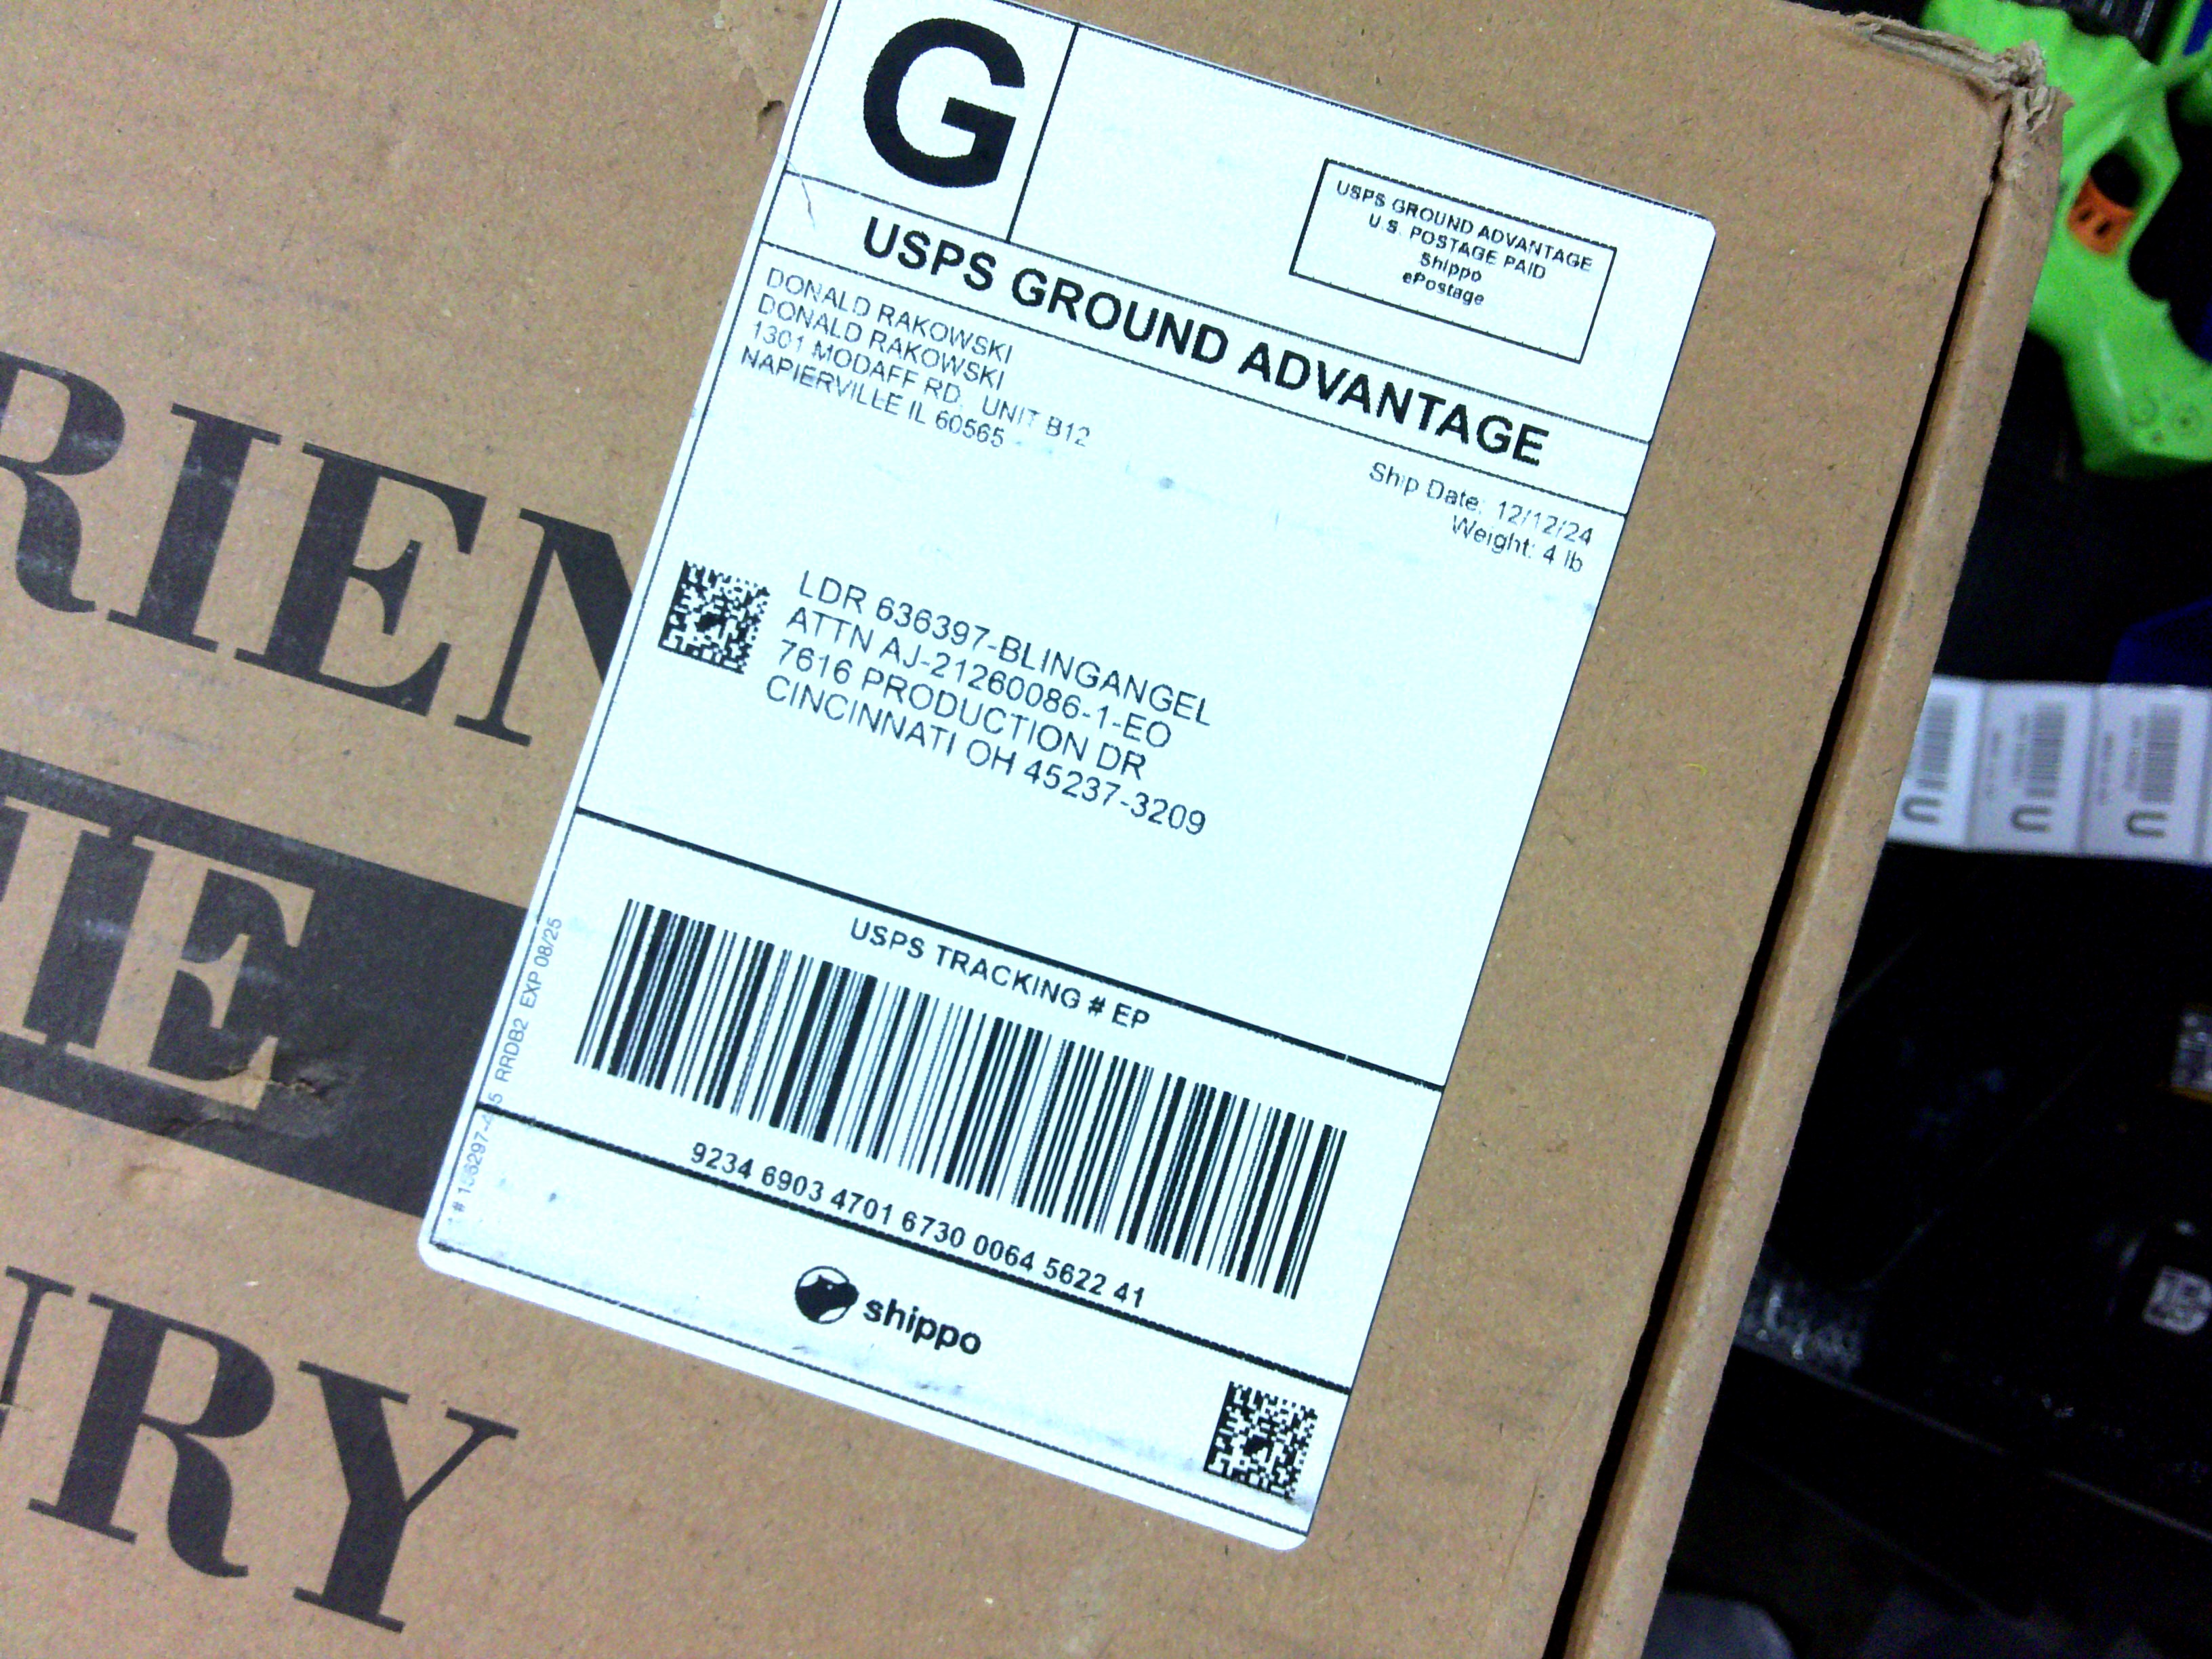 G
USPS GROUND ADVANTAGE
U.S. POSTAGE PAID
Shippo
ePostage
USPS GROUND ADVANTAGE
DONALD RAKOWSKI
DONALD RAKOWSKI
1301 MODAFF RD. UNIT B12
NAPIERVILLE IL 60565
Ship Date: 12/12/24
Weight: 4 lb
LDR 636397-BLINGANGEL
ATTN AJ-21260086-1-EO
7616 PRODUCTION DR
CINCINNATI OH 45237-3209
USPS TRACKING # EP
9234 6903 4701 6730 0064 5622 41
shippo
RRDB2 EXP 08/25
RIEN
IE
RY
U
U
U